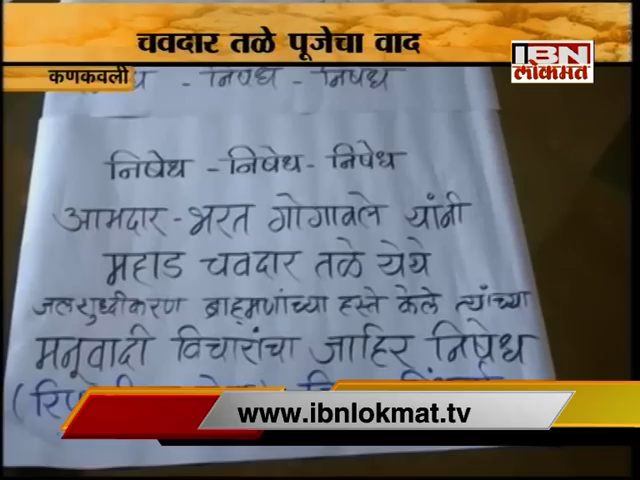 चवदार तळे पूजेचा वाद
IBN
लोकमत
कणकवली
- निषेध - निषेध
निषेध - निषेध - निषेध
आमदार - भरत गोगावले यांनी
महाड चवदार तळे येथे
जलशुध्दीकरण ब्राह्मणांच्या हस्ते केले त्यांच्या
मनूवादी विचारांचा जाहिर निषेध
www.ibnlokmat.tv